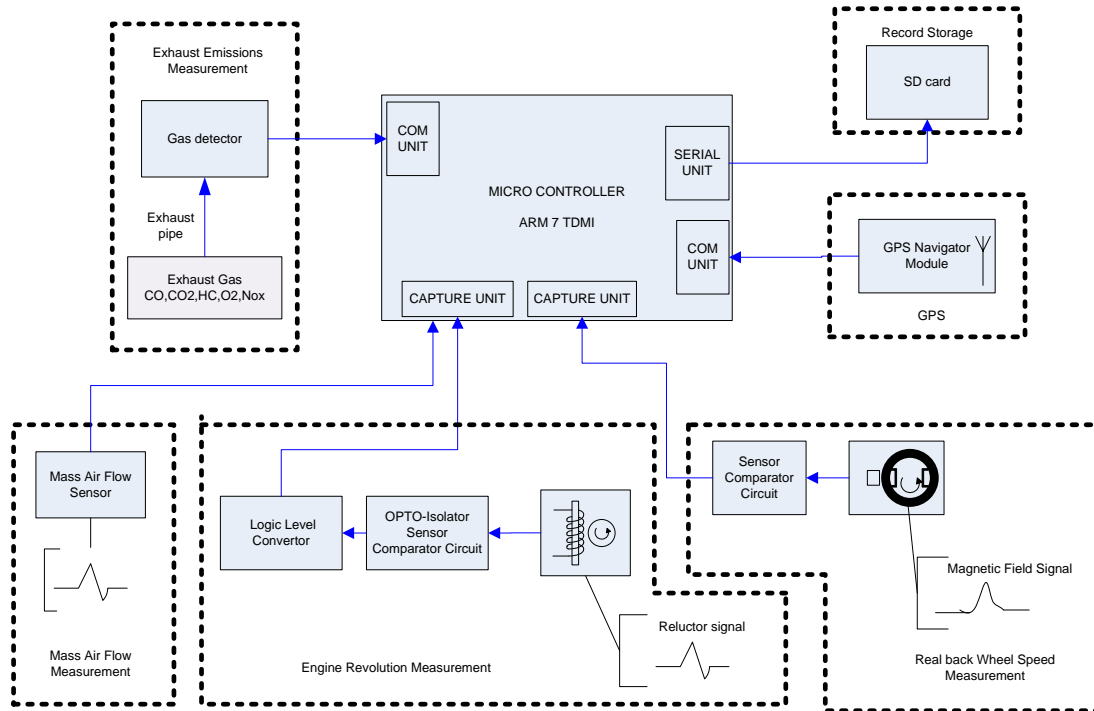 Exhaust Emissions
Measurement
Gas detector
Exhaust
pipe
Exhaust Gas
CO,CO2,HC,O2,Nox
COM
UNIT
MICRO CONTROLLER
ARM 7 TDMI
SERIAL
UNIT
COM
UNIT
CAPTURE UNIT
CAPTURE UNIT
Record Storage
SD card
GPS Navigator
Module
GPS
Mass Air Flow
Sensor
Mass Air Flow
Measurement
Logic Level
Convertor
OPTO-Isolator
Sensor
Comparator Circuit
Reluctor signal
Engine Revolution Measurement
Sensor
Comparator
Circuit
Magnetic Field Signal
Real back Wheel Speed
Measurement